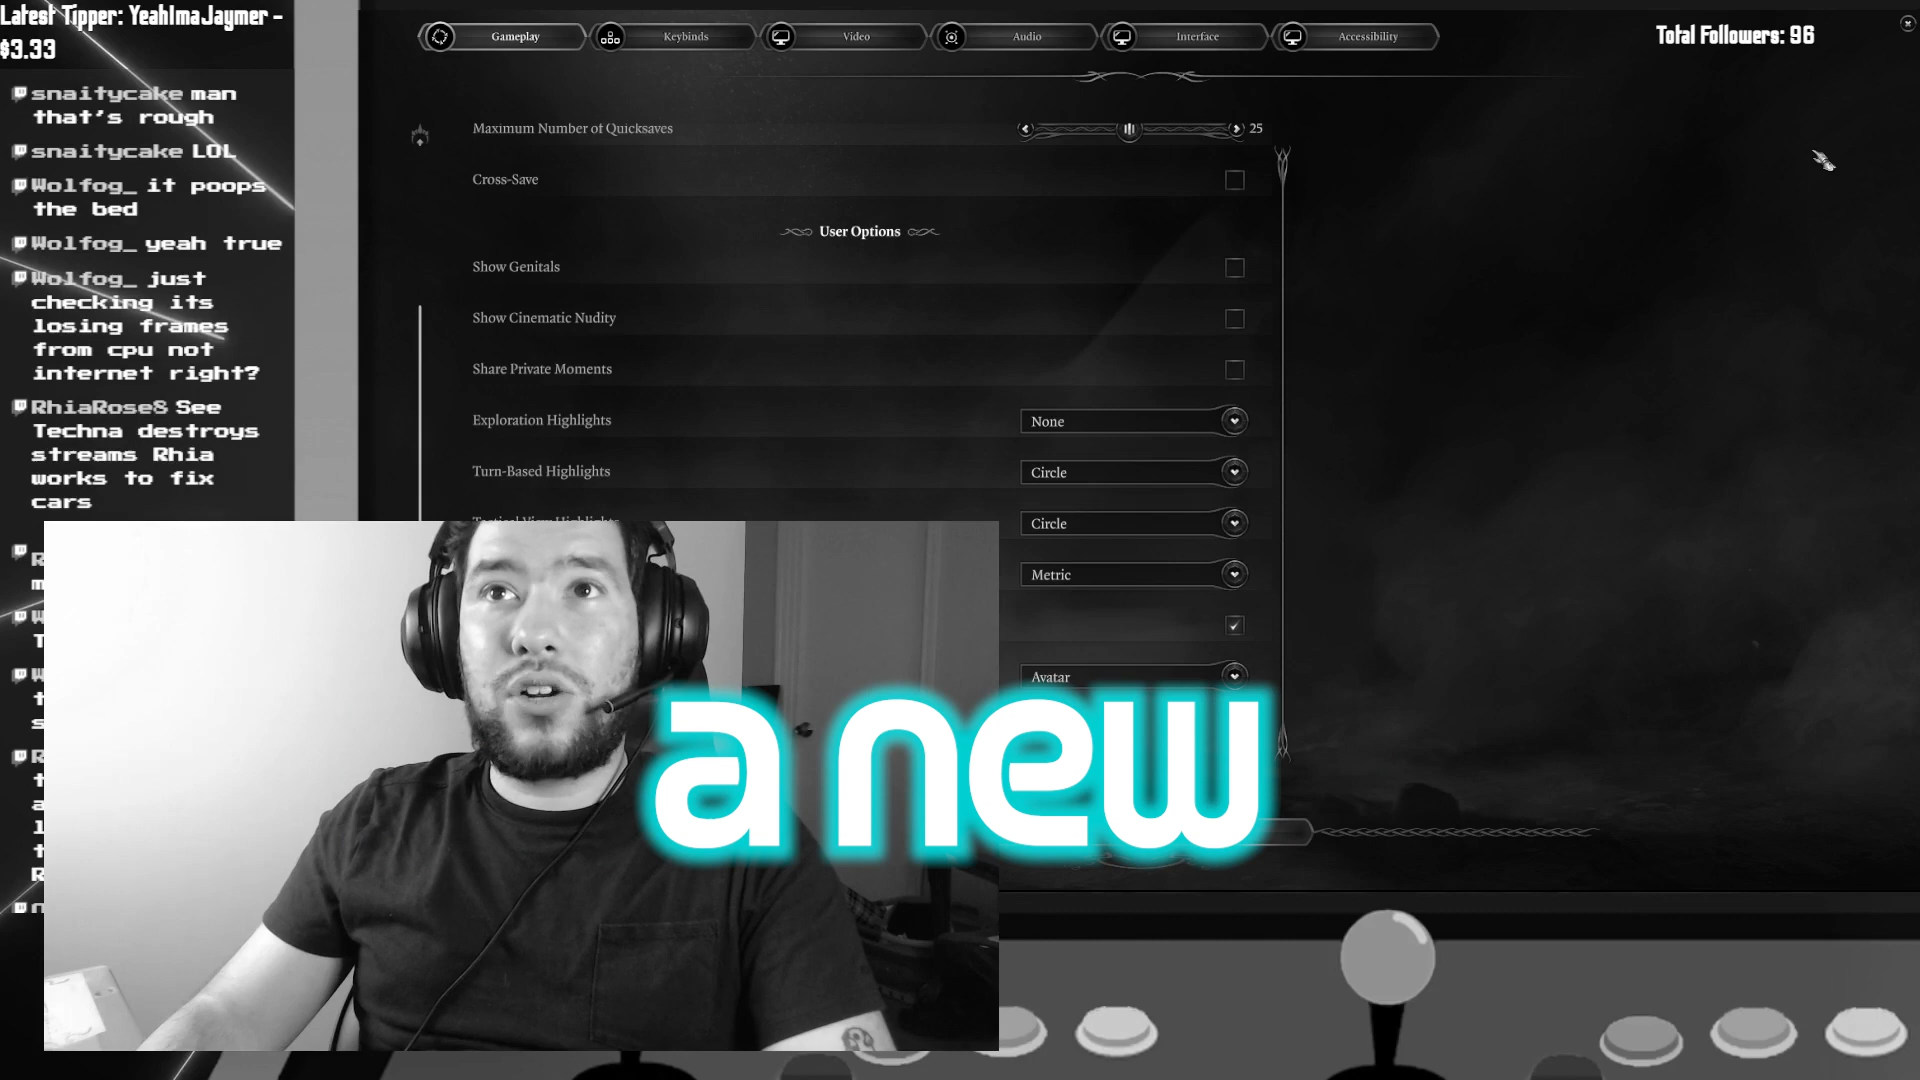 Latest Tipper: YeahImaJaymer -
$3.33
snaitycake man
that's rough
snaitycake LOL
Wolfog_ it poops
the bed
Wolfog_ yeah true
Wolfog_ just
checking its
losing frames
from cpu not
internet right?
RhiaRose8 See
Techna destroys
streams Rhia
works to fix
cars
Gameplay
Keybinds
Video
Audio
Interface
Accessibility
Total Followers: 96
Maximum Number of Quicksaves
25
Cross-Save
User Options
Show Genitals
Show Cinematic Nudity
Share Private Moments
Exploration Highlights
None
Turn-Based Highlights
Circle
Tactical View Highlights
Circle
Metric
Avatar
a new